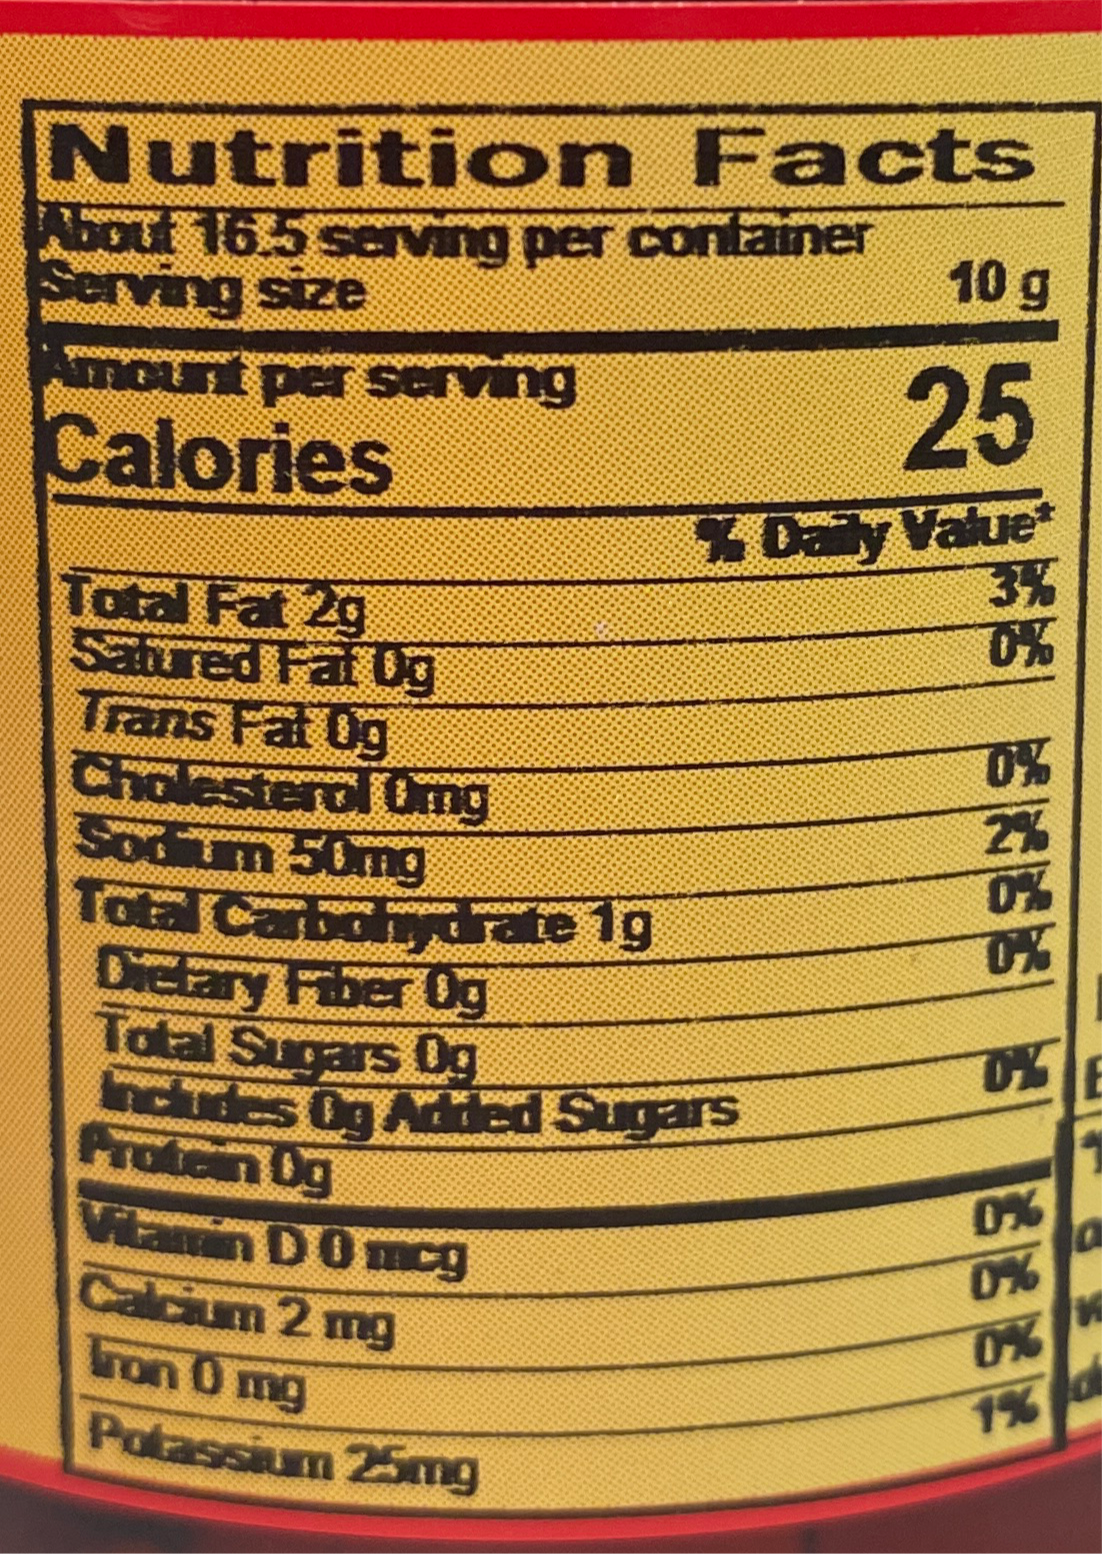 Nutrition Facts
About 16.5 serving per container
Serving size 10 g
Amount per serving
Calories 25
% Daily Value*
Total Fat 2g 3%
Satured Fat 0g 0%
Trans Fat 0g
Cholesterol 0mg 0%
Sodium 50mg 2%
Total Carbohydrate 1g 0%
Dietary Fiber 0g 0%
Total Sugars 0g
Includes 0g Added Sugars 0%
Protein 0g
Vitamin D 0 mcg 0%
Calcium 2 mg 0%
Iron 0 mg 0%
Potassium 25mg 1%